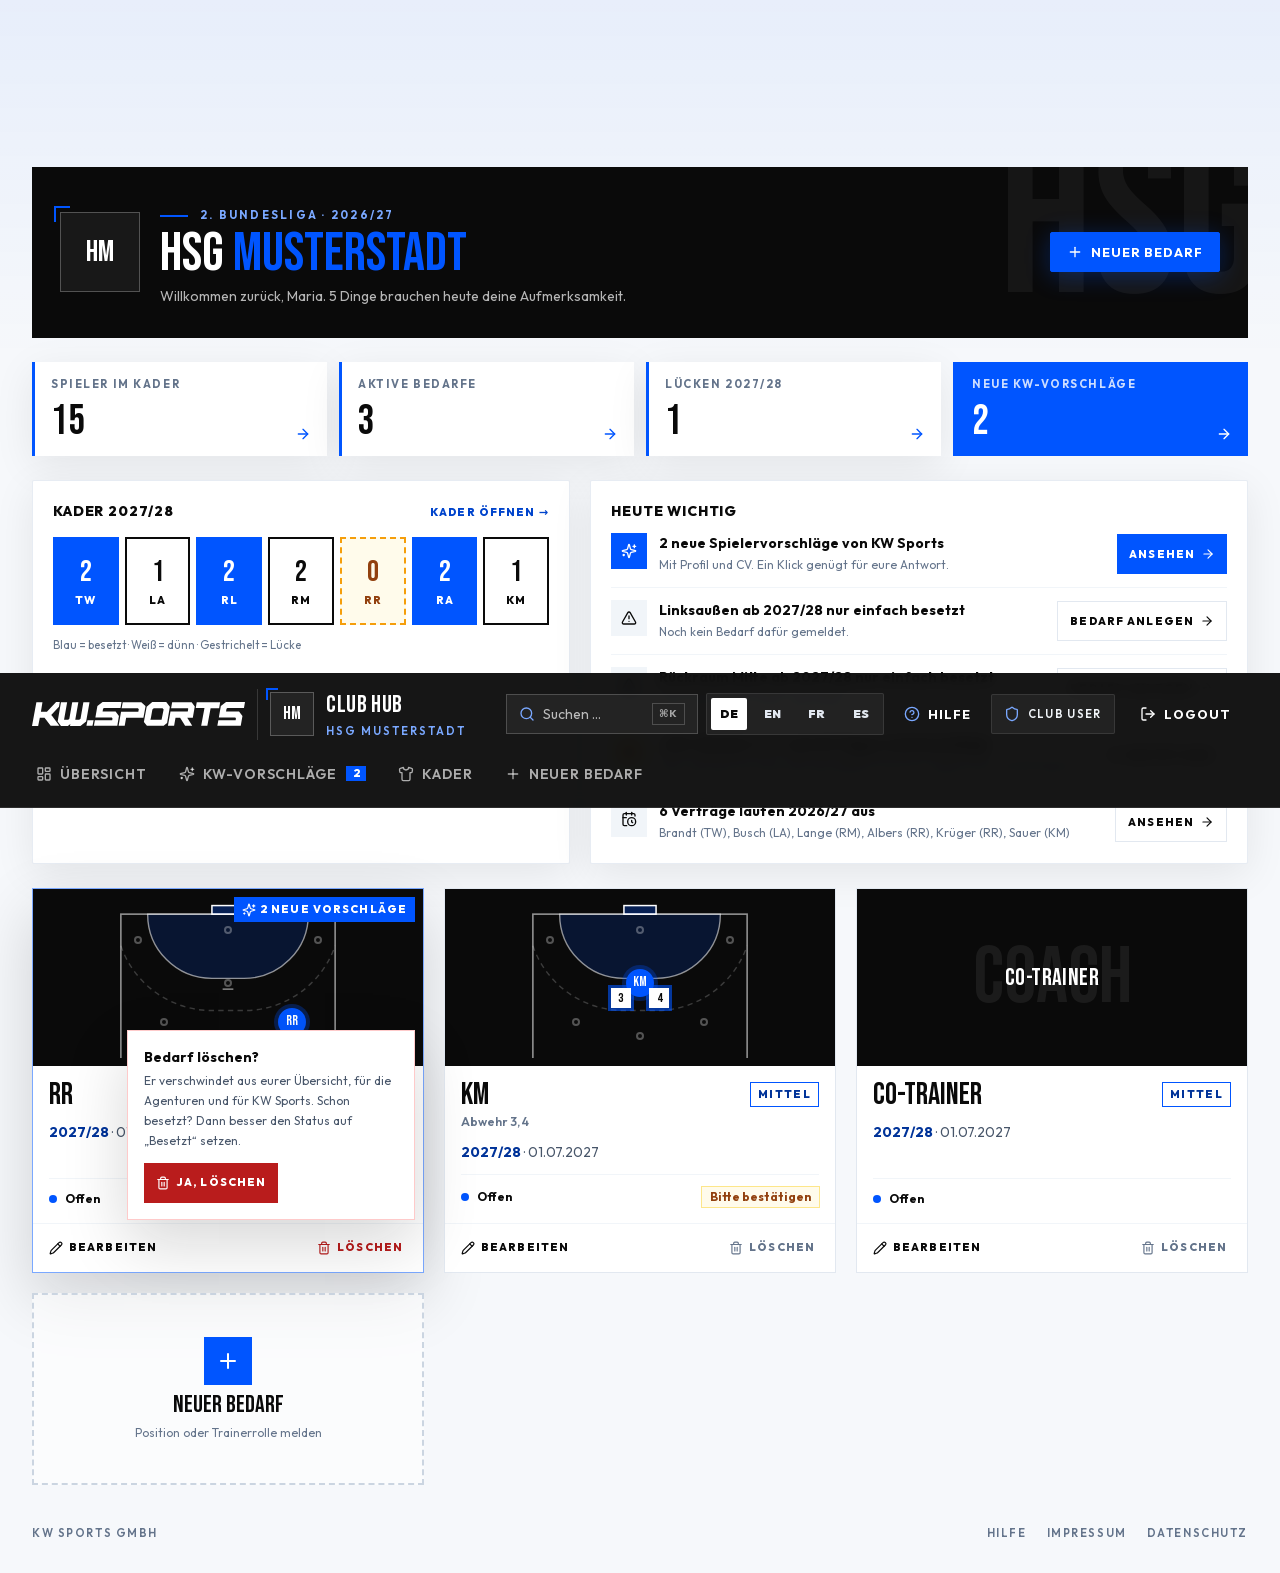 HSG
HM
2. BUNDESLIGA · 2026/27
HSG MUSTERSTADT
Willkommen zurück, Maria. 5 Dinge brauchen heute deine Aufmerksamkeit.
NEUER BEDARF
SPIELER IM KADER
15
AKTIVE BEDARFE
3
LÜCKEN 2027/28
1
NEUE KW-VORSCHLÄGE
2
KADER 2027/28
KADER ÖFFNEN →
2 TW
1 LA
2 RL
2 RM
0 RR
2 RA
1 KM
Blau = besetzt · Weiß = dünn · Gestrichelt = Lücke
HEUTE WICHTIG
2 neue Spielervorschläge von KW Sports
Mit Profil und CV. Ein Klick genügt für eure Antwort.
ANSEHEN
Linksaußen ab 2027/28 nur einfach besetzt
Noch kein Bedarf dafür gemeldet.
BEDARF ANLEGEN
KW.SPORTS
HM
CLUB HUB
HSG MUSTERSTADT
Suchen ...
⌘K
DE EN FR ES
HILFE
CLUB USER
LOGOUT
ÜBERSICHT
KW-VORSCHLÄGE 2
KADER
NEUER BEDARF
6 Verträge laufen 2026/27 aus
Brandt (TW), Busch (LA), Lange (RM), Albers (RR), Krüger (RR), Sauer (KM)
ANSEHEN
2 NEUE VORSCHLÄGE
RR
Bedarf löschen?
Er verschwindet aus eurer Übersicht, für die
Agenturen und für KW Sports. Schon
besetzt? Dann besser den Status auf
„Besetzt“ setzen.
JA, LÖSCHEN
RR
2027/28 · 0
Offen
BEARBEITEN
LÖSCHEN
KM
3
4
KM
MITTEL
Abwehr 3,4
2027/28 · 01.07.2027
Offen
Bitte bestätigen
BEARBEITEN
LÖSCHEN
COACH
CO-TRAINER
CO-TRAINER
MITTEL
2027/28 · 01.07.2027
Offen
BEARBEITEN
LÖSCHEN
NEUER BEDARF
Position oder Trainerrolle melden
KW SPORTS GMBH
HILFE
IMPRESSUM
DATENSCHUTZ